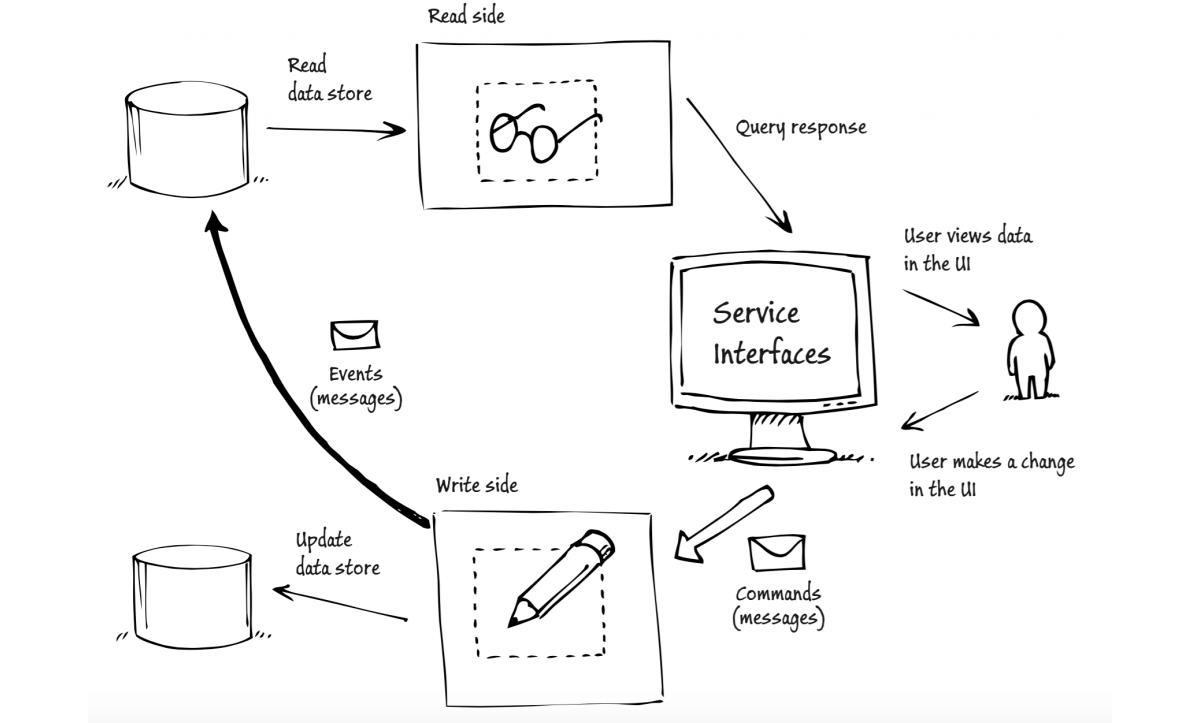 Read side
Read
data store
Query response
User views data
in the UI
Service
Interfaces
Events
(messages)
User makes a change
in the UI
Write side
Update
data store
Commands
(messages)